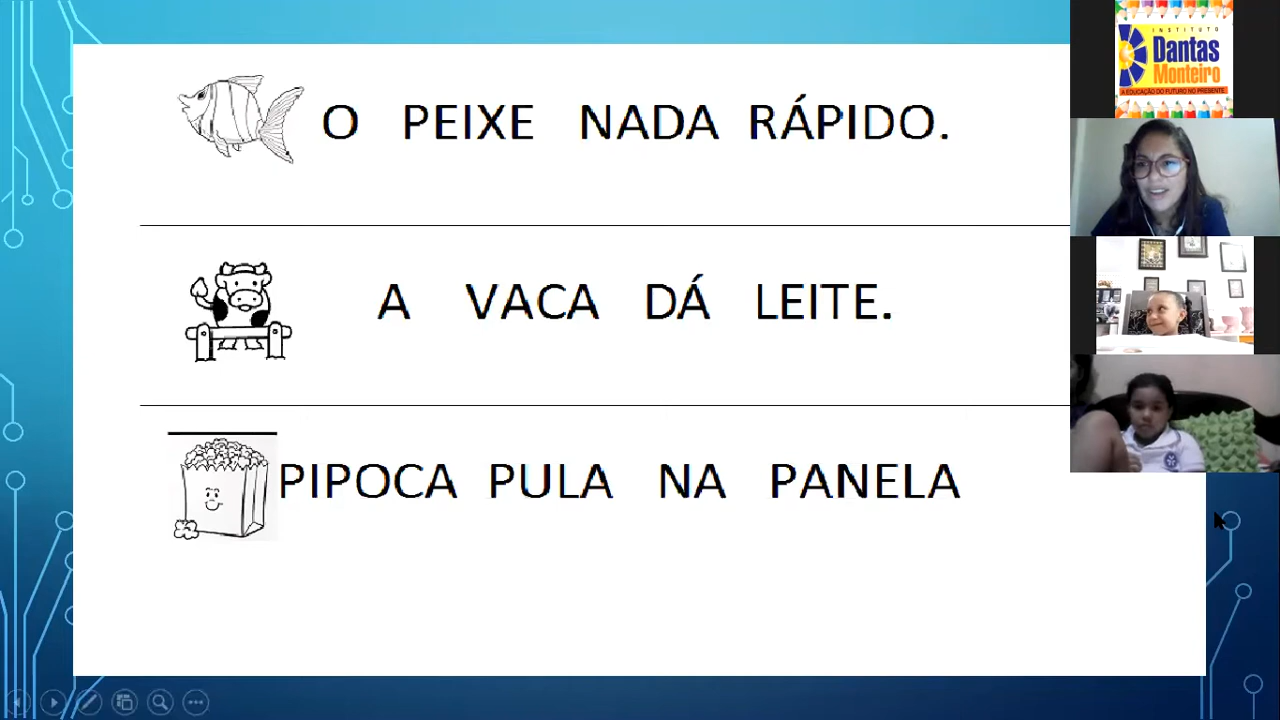 O PEIXE NADA RÁPIDO.
A VACA DÁ LEITE.
PIPOCA PULA NA PANELA
INSTITUTO
Dantas
Monteiro
A EDUCAÇÃO DO FUTURO NO PRESENTE